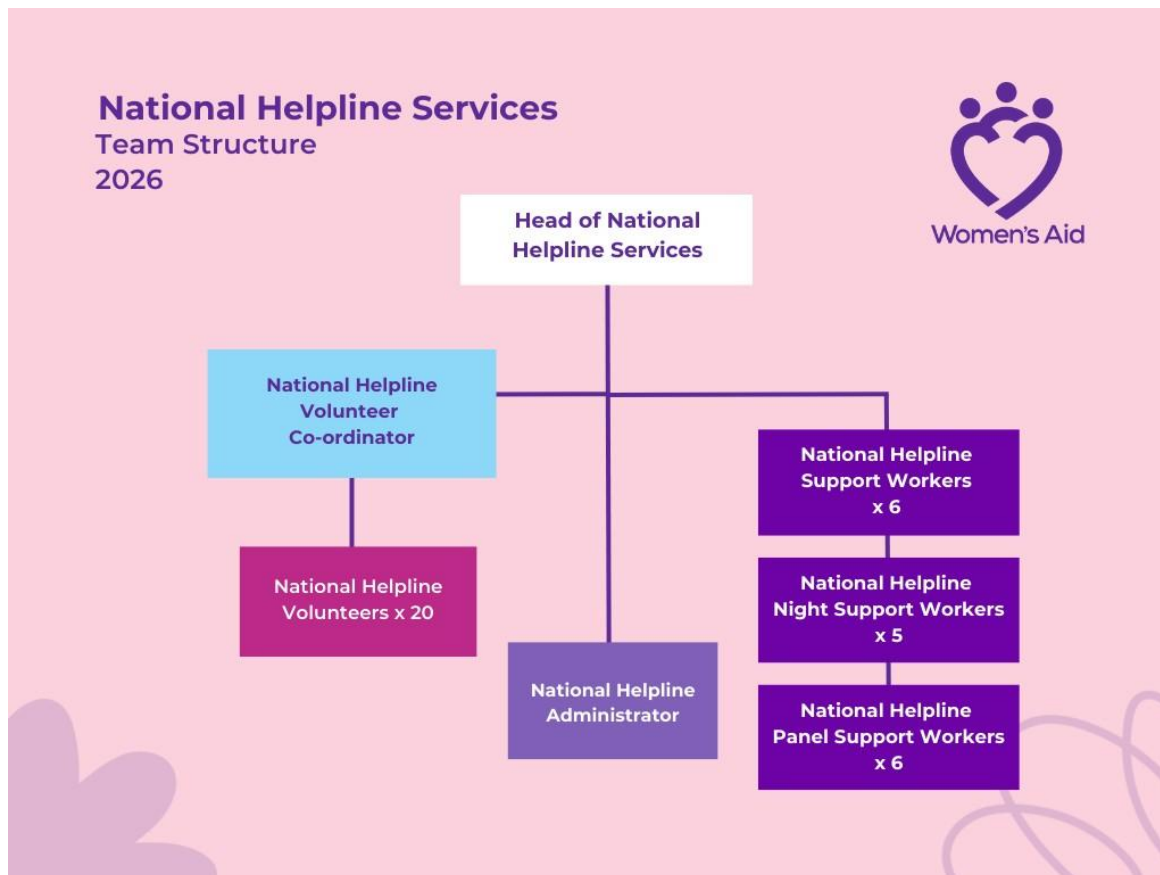 National Helpline Services
Team Structure
2026
Women's Aid
Head of National
Helpline Services
National Helpline
Volunteer
Co-ordinator
National Helpline
Volunteers x 20
National Helpline
Administrator
National Helpline
Support Workers
x 6
National Helpline
Night Support Workers
x 5
National Helpline
Panel Support Workers
x 6